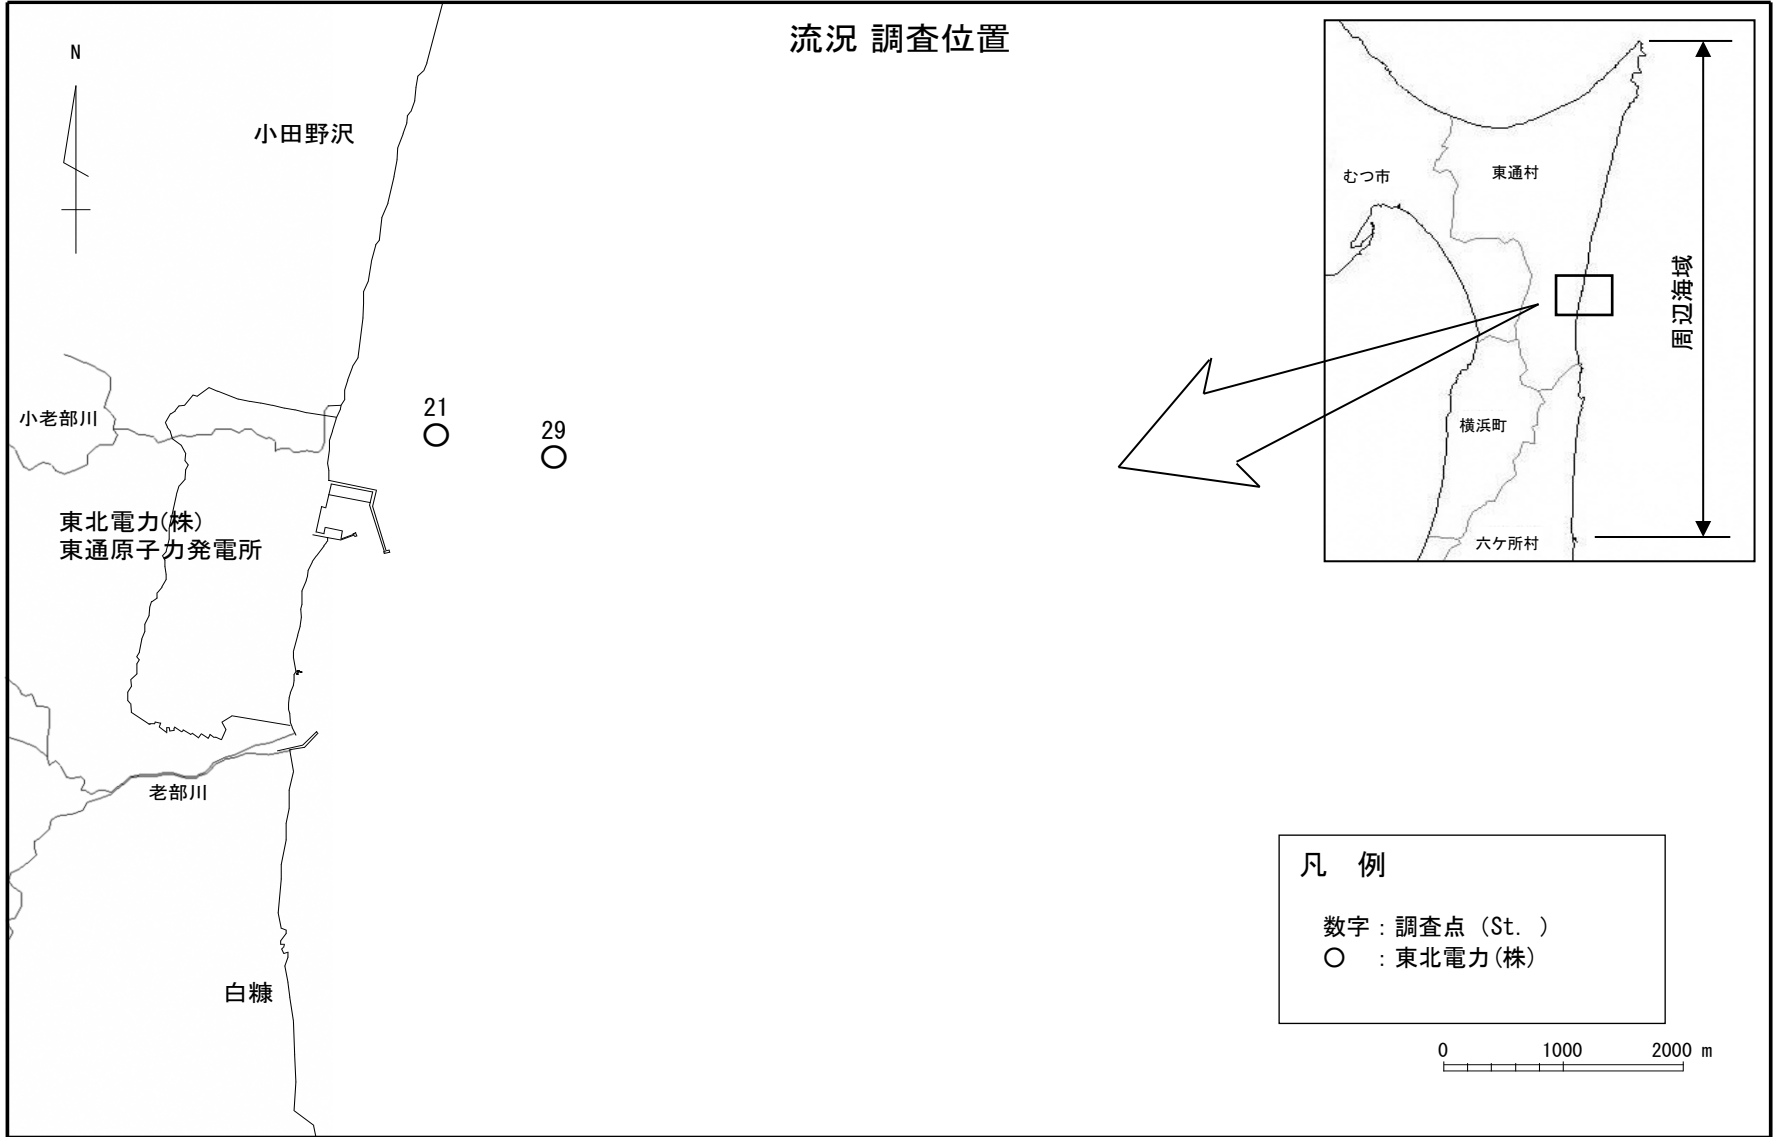 流況 調査位置
N
小田野沢
小老部川
21
29
東北電力(株)
東通原子力発電所
老部川
白糠
むつ市
東通村
周辺海域
横浜町
六ケ所村
凡 例
数字：調査点（St. ）
○ ：東北電力(株)
0 1000 2000 m